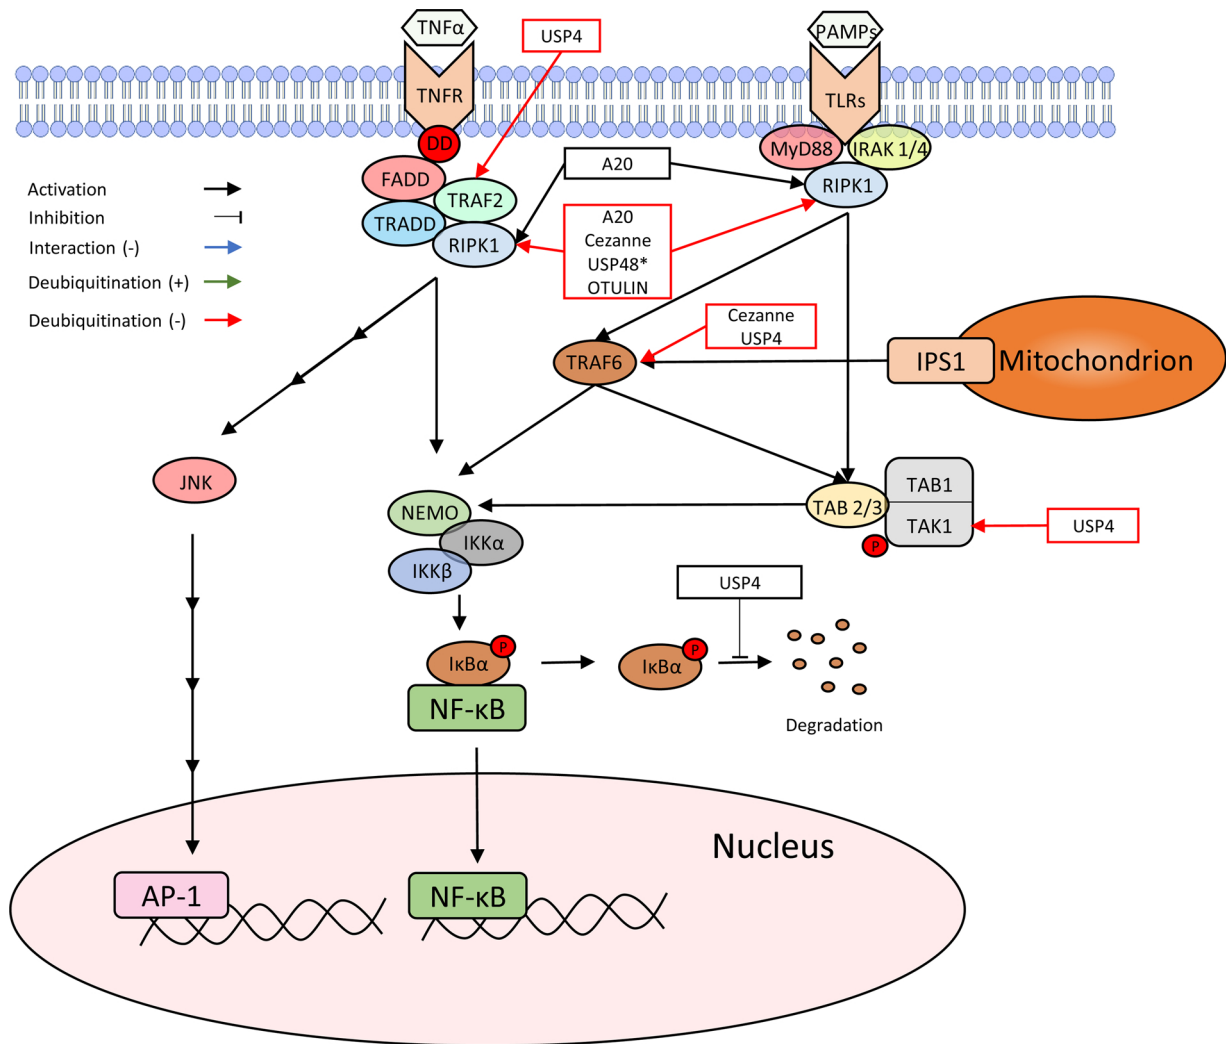 TNFα
USP4
PAMPs
TNFR
TLRs
DD
MyD88
IRAK 1/4
FADD
A20
RIPK1
TRAF2
TRADD
RIPK1
A20
Cezanne
USP48*
OTULIN
Activation
Inhibition
Interaction (-)
Deubiquitination (+)
Deubiquitination (-)
Cezanne
USP4
TRAF6
IPS1
Mitochondrion
JNK
NEMO
IKKα
IKKβ
TAB 2/3
TAB1
TAK1
P
USP4
USP4
IκBα
P
IκBα
P
NF-κB
Degradation
Nucleus
AP-1
NF-κB